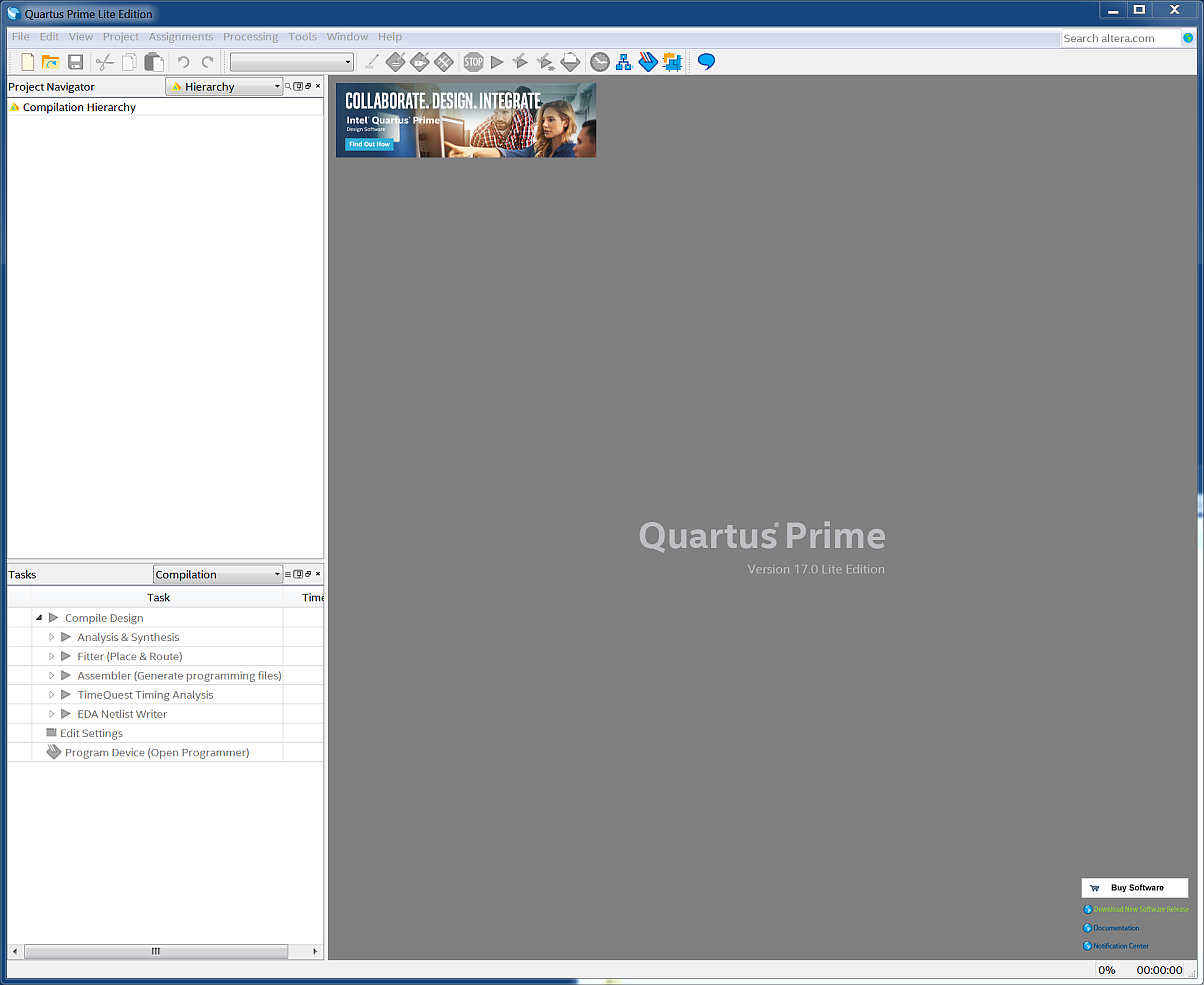 Quartus Prime Lite Edition
File Edit View Project Assignments Processing Tools Window Help
Search altera.com
STOP
Project Navigator
Hierarchy
Compilation Hierarchy
COLLABORATE. DESIGN. INTEGRATE
Intel® Quartus® Prime
Design Software
Find Out How
Quartus® Prime
Version 17.0 Lite Edition
Tasks
Compilation
Task Time
Compile Design
Analysis & Synthesis
Fitter (Place & Route)
Assembler (Generate programming files)
TimeQuest Timing Analysis
EDA Netlist Writer
Edit Settings
Program Device (Open Programmer)
Buy Software
Download New Software Release
Documentation
Notification Center
0% 00:00:00